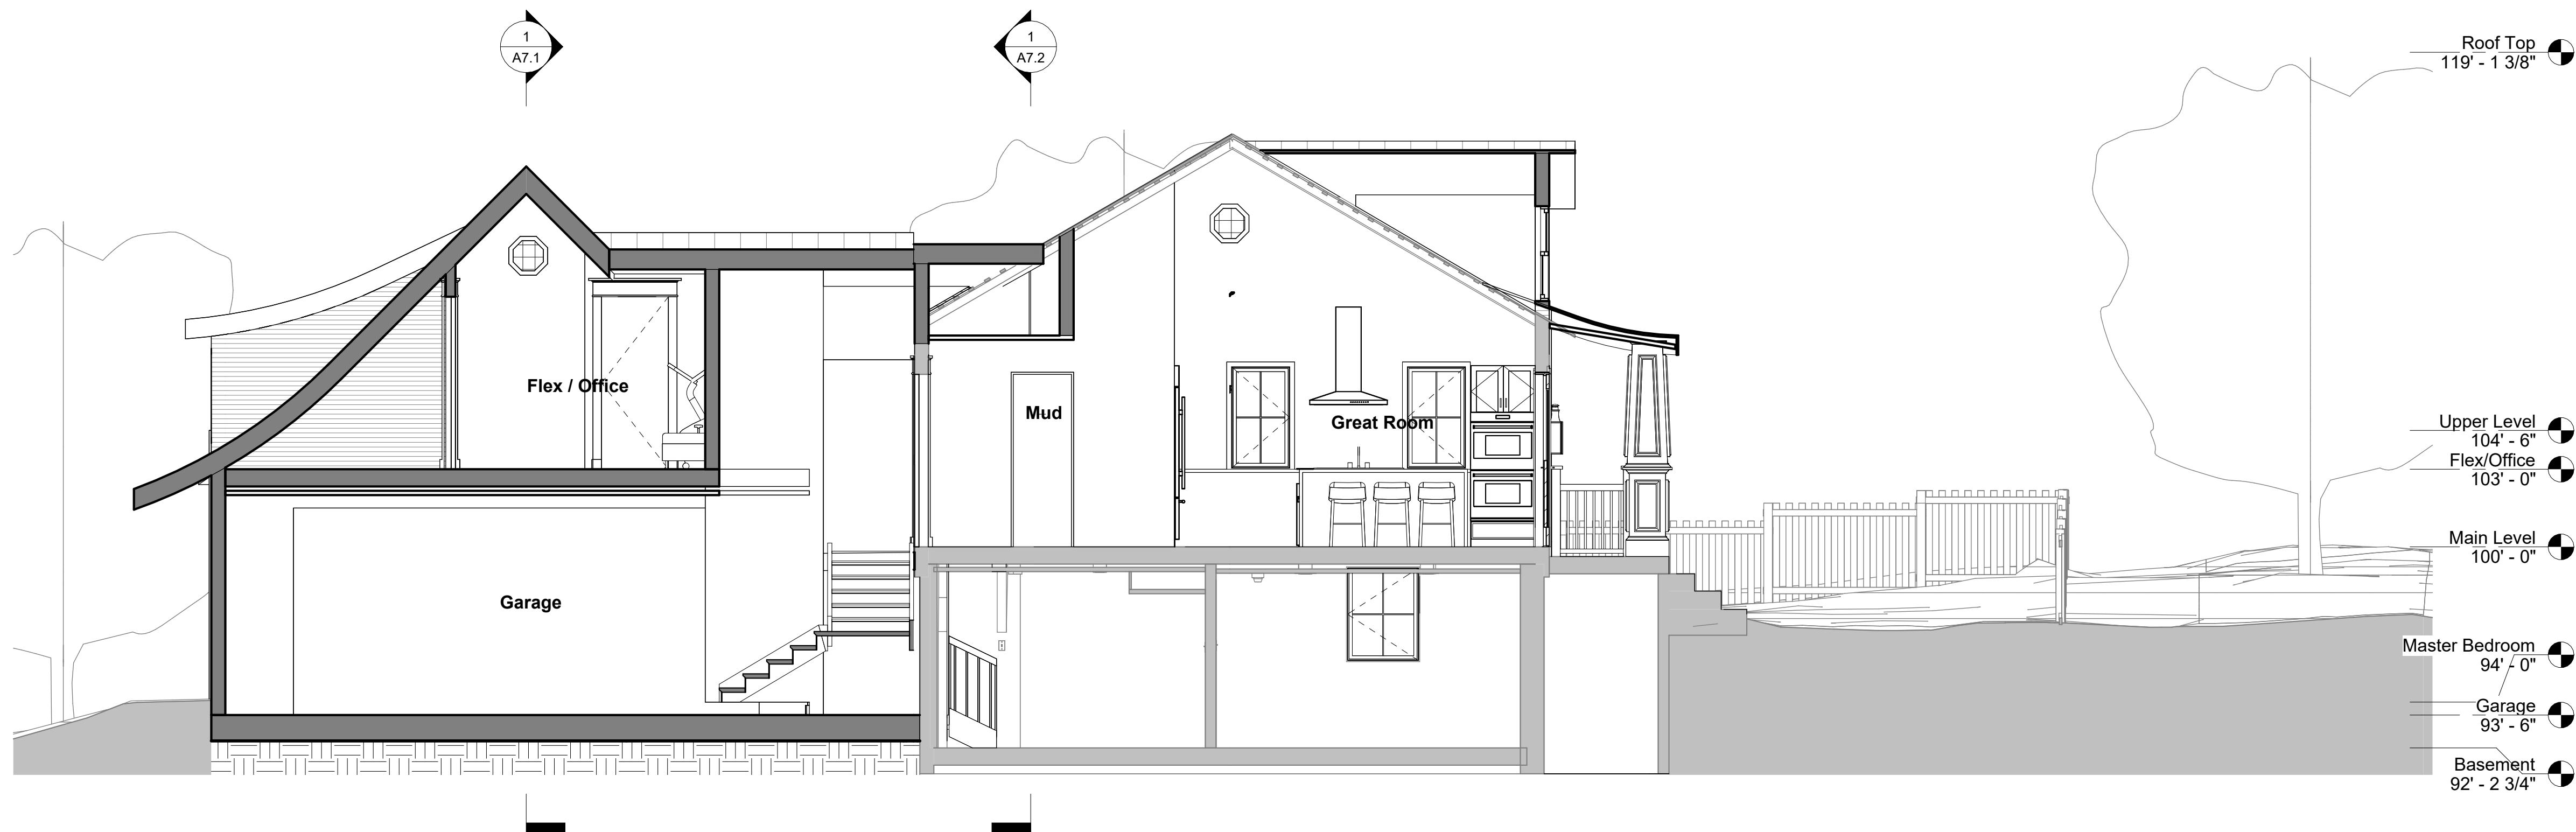 1
A7.1
1
A7.2
Roof Top
119' - 1 3/8"
Flex / Office
Mud
Great Room
Upper Level
104' - 6"
Flex/Office
103' - 0"
Main Level
100' - 0"
Garage
Master Bedroom
94' - 0"
Garage
93' - 6"
Basement
92' - 2 3/4"